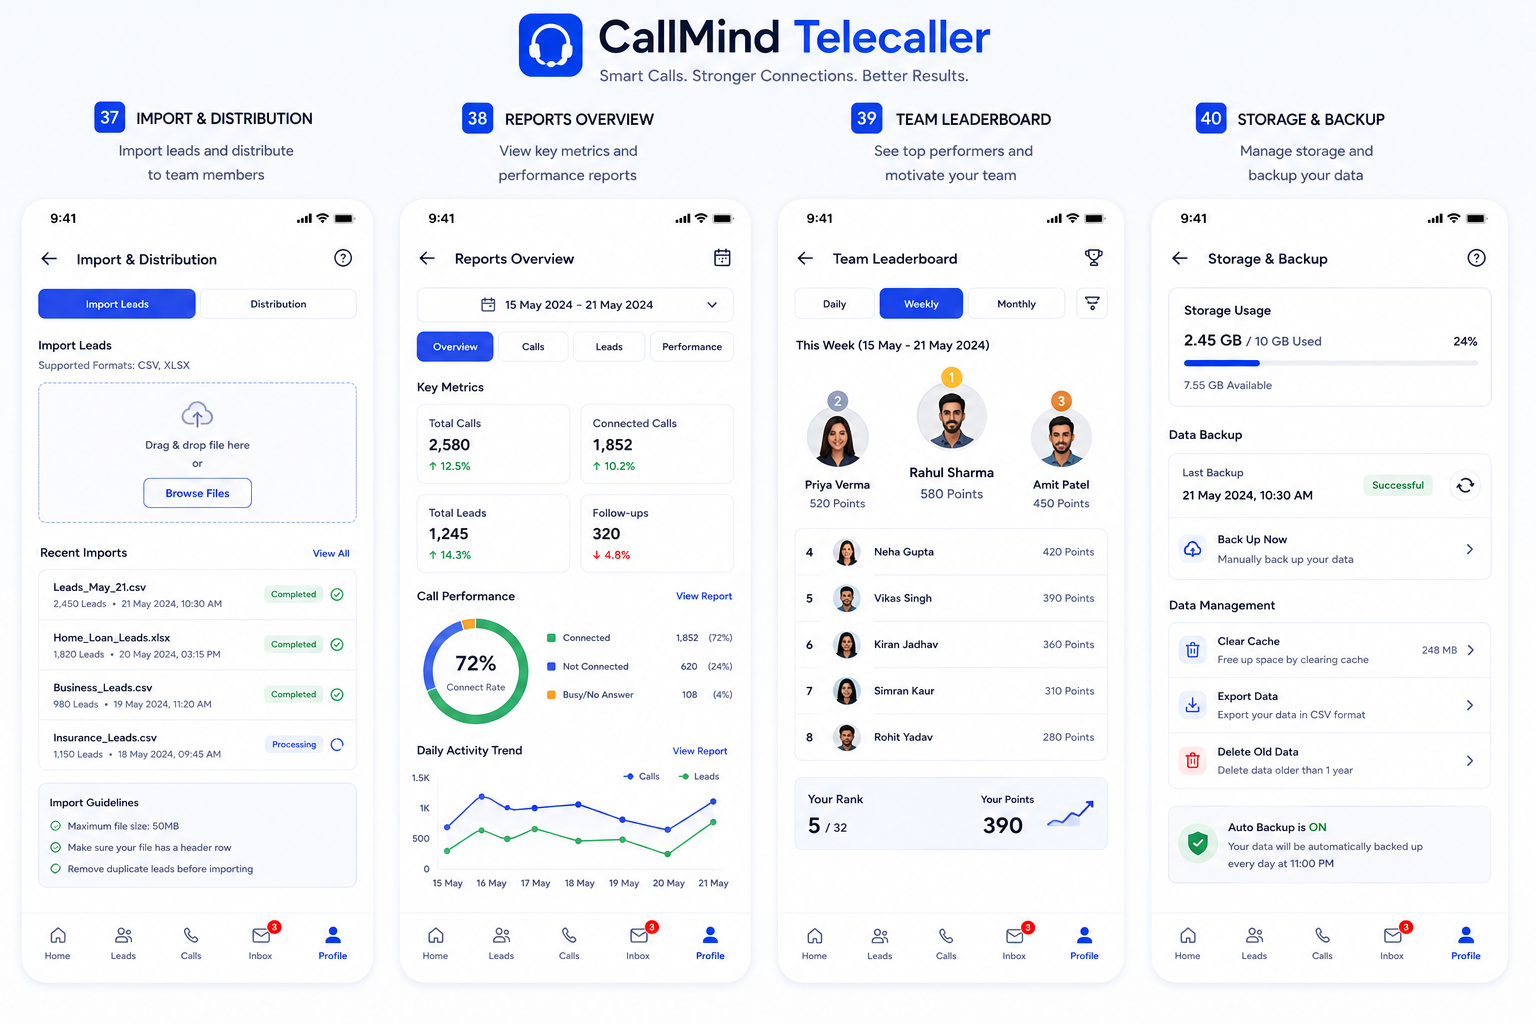 CallMind Telecaller
Smart Calls. Stronger Connections. Better Results.
37 IMPORT & DISTRIBUTION
Import leads and distribute
to team members
9:41
Import & Distribution
Import Leads
Distribution
Import Leads
Supported Formats: CSV, XLSX
Drag & drop file here
or
Browse Files
Recent Imports View All
Leads_May_21.csv
2,450 Leads • 21 May 2024, 10:30 AM
Completed
Home_Loan_Leads.xlsx
1,820 Leads • 20 May 2024, 03:15 PM
Completed
Business_Leads.csv
980 Leads • 19 May 2024, 11:20 AM
Completed
Insurance_Leads.csv
1,150 Leads • 18 May 2024, 09:45 AM
Processing
Import Guidelines
Maximum file size: 50MB
Make sure your file has a header row
Remove duplicate leads before importing
Home Leads Calls 3 Inbox Profile
38 REPORTS OVERVIEW
View key metrics and
performance reports
9:41
Reports Overview
15 May 2024 – 21 May 2024
Overview Calls Leads Performance
Key Metrics
Total Calls
2,580
↑ 12.5%
Connected Calls
1,852
↑ 10.2%
Total Leads
1,245
↑ 14.3%
Follow-ups
320
↓ 4.8%
Call Performance View Report
72%
Connect Rate
Connected 1,852 (72%)
Not Connected 620 (24%)
Busy/No Answer 108 (4%)
Daily Activity Trend View Report
Calls Leads
1.5K
1K
500
0
15 May 16 May 17 May 18 May 19 May 20 May 21 May
Home Leads Calls 3 Inbox Profile
39 TEAM LEADERBOARD
See top performers and
motivate your team
9:41
Team Leaderboard
Daily Weekly Monthly
This Week (15 May - 21 May 2024)
2
Priya Verma
520 Points
1
Rahul Sharma
580 Points
3
Amit Patel
450 Points
4 Neha Gupta 420 Points
5 Vikas Singh 390 Points
6 Kiran Jadhav 360 Points
7 Simran Kaur 310 Points
8 Rohit Yadav 280 Points
Your Rank
5 / 32
Your Points
390
Home Leads Calls 3 Inbox Profile
40 STORAGE & BACKUP
Manage storage and
backup your data
9:41
Storage & Backup
Storage Usage
2.45 GB / 10 GB Used 24%
7.55 GB Available
Data Backup
Last Backup
21 May 2024, 10:30 AM
Successful
Back Up Now
Manually back up your data
Data Management
Clear Cache
Free up space by clearing cache
248 MB
Export Data
Export your data in CSV format
Delete Old Data
Delete data older than 1 year
Auto Backup is ON
Your data will be automatically backed up
every day at 11:00 PM
Home Leads Calls 3 Inbox Profile